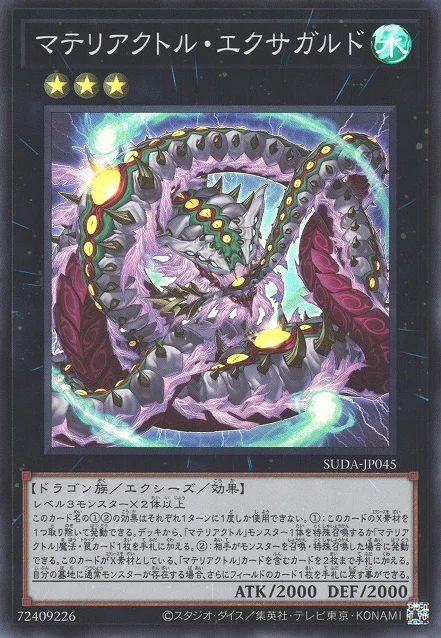 マテリアクトル・エクサガルド
水
SUDA-JP045
【ドラゴン族／エクシーズ／効果】
レベル３モンスター×２体以上
このカード名の①②の効果はそれぞれ１ターンに１度しか使用できない。①：このカードのX素材を
１つ取り除いて発動できる。デッキから、「マテリアクトル」モンスター１体を特殊召喚するか「マテリアクト
ル」魔法・罠カード１枚を手札に加える。②：相手がモンスターを召喚・特殊召喚した場合に発動
できる。このカードがX素材としている、「マテリアクトル」カードを含むカードを２枚まで手札に加える。
自分の墓地に通常モンスターが存在する場合、さらにフィールドのカード１枚を手札に戻す事ができる。
ATK/2000 DEF/2000
72409226
©スタジオ・ダイス／集英社・テレビ東京・KONAMI